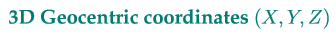 3D Geocentric coordinates (X, Y, Z)